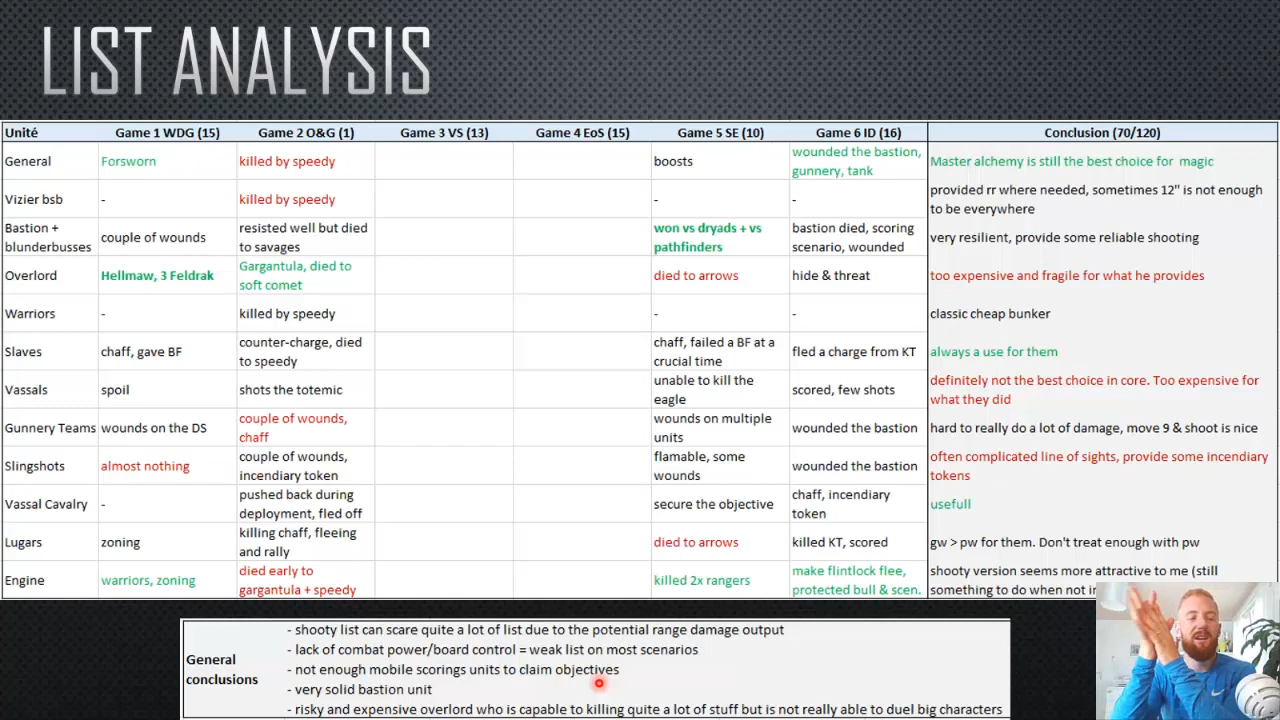 LIST ANALYSIS
Unité Game 1 WDG (15) Game 2 O&G (1) Game 3 VS (13) Game 4 EoS (15) Game 5 SE (10) Game 6 ID (16) Conclusion (70/120)
General Forsworn killed by speedy boosts wounded the bastion, gunnery, tank Master alchemy is still the best choice for magic
Vizier bsb - killed by speedy - - provided rr where needed, sometimes 12" is not enough to be everywhere
Bastion + blunderbusses couple of wounds resisted well but died to savages won vs dryads + vs pathfinders bastion died, scoring scenario, wounded very resilient, provide some reliable shooting
Overlord Hellmaw, 3 Feldrak Gargantula, died to soft comet died to arrows hide & threat too expensive and fragile for what he provides
Warriors - killed by speedy - - classic cheap bunker
Slaves chaff, gave BF counter-charge, died to speedy chaff, failed a BF at a crucial time fled a charge from KT always a use for them
Vassals spoil shots the totemic unable to kill the eagle scored, few shots definitely not the best choice in core. Too expensive for what they did
Gunnery Teams wounds on the DS couple of wounds, chaff wounds on multiple units wounded the bastion hard to really do a lot of damage, move 9 & shoot is nice
Slingshots almost nothing couple of wounds, incendiary token flamable, some wounds wounded the bastion often complicated line of sights, provide some incendiary tokens
Vassal Cavalry - pushed back during deployment, fled off secure the objective chaff, incendiary token usefull
Lugars zoning killing chaff, fleeing and rally died to arrows killed KT, scored gw > pw for them. Don't treat enough with pw
Engine warriors, zoning died early to gargantula + speedy killed 2x rangers make flintlock flee, protected bull & scen. shooty version seems more attractive to me (still something to do when not
General conclusions
- shooty list can scare quite a lot of list due to the potential range damage output
- lack of combat power/board control = weak list on most scenarios
- not enough mobile scorings units to claim objectives
- very solid bastion unit
- risky and expensive overlord who is capable to killing quite a lot of stuff but is not really able to duel big characters